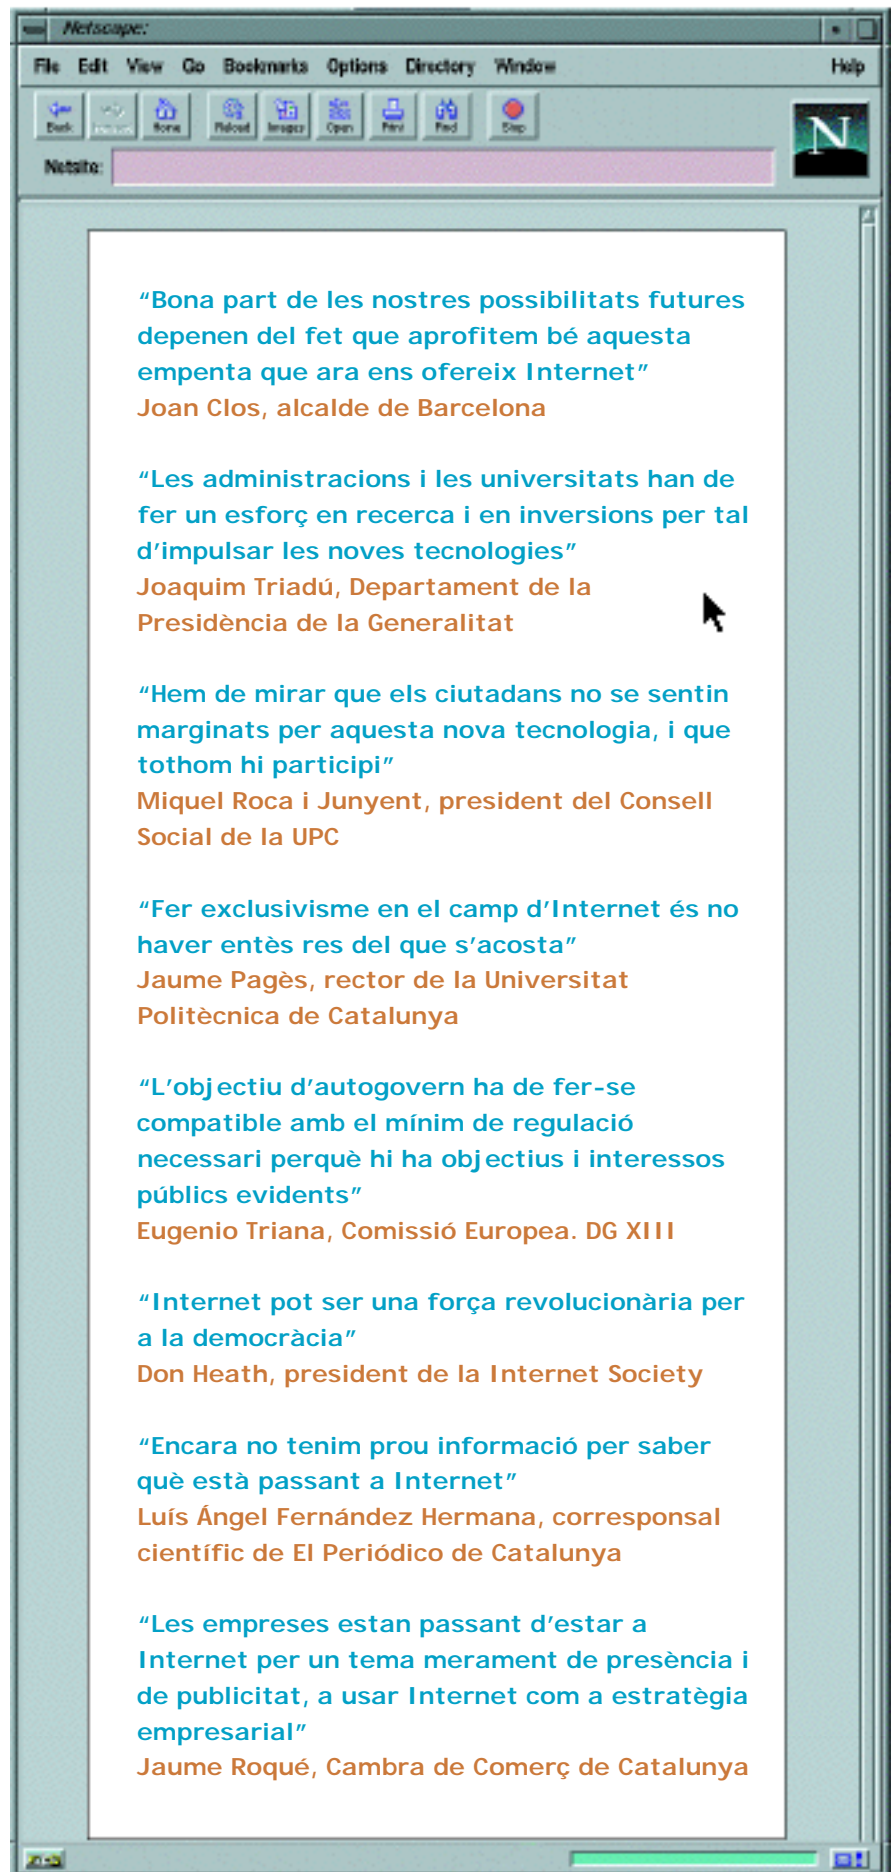 Netscape:
File Edit View Go Bookmarks Options Directory Window Help
Back Home Reload Images Open Print Find Stop
Netsite:
N
“Bona part de les nostres possibilitats futures
depenen del fet que aprofitem bé aquesta
empenta que ara ens ofereix Internet”
Joan Clos, alcalde de Barcelona
“Les administracions i les universitats han de
fer un esforç en recerca i en inversions per tal
d’impulsar les noves tecnologies”
Joaquim Triadú, Departament de la
Presidència de la Generalitat
“Hem de mirar que els ciutadans no se sentin
marginats per aquesta nova tecnologia, i que
tothom hi participi”
Miquel Roca i Junyent, president del Consell
Social de la UPC
“Fer exclusivisme en el camp d’Internet és no
haver entès res del que s’acosta”
Jaume Pagès, rector de la Universitat
Politècnica de Catalunya
“L’objectiu d’autogovern ha de fer-se
compatible amb el mínim de regulació
necessari perquè hi ha objectius i interessos
públics evidents”
Eugenio Triana, Comissió Europea. DG XIII
“Internet pot ser una força revolucionària per
a la democràcia”
Don Heath, president de la Internet Society
“Encara no tenim prou informació per saber
què està passant a Internet”
Luís Ángel Fernández Hermana, corresponsal
científic de El Periódico de Catalunya
“Les empreses estan passant d’estar a
Internet per un tema merament de presència i
de publicitat, a usar Internet com a estratègia
empresarial”
Jaume Roqué, Cambra de Comerç de Catalunya